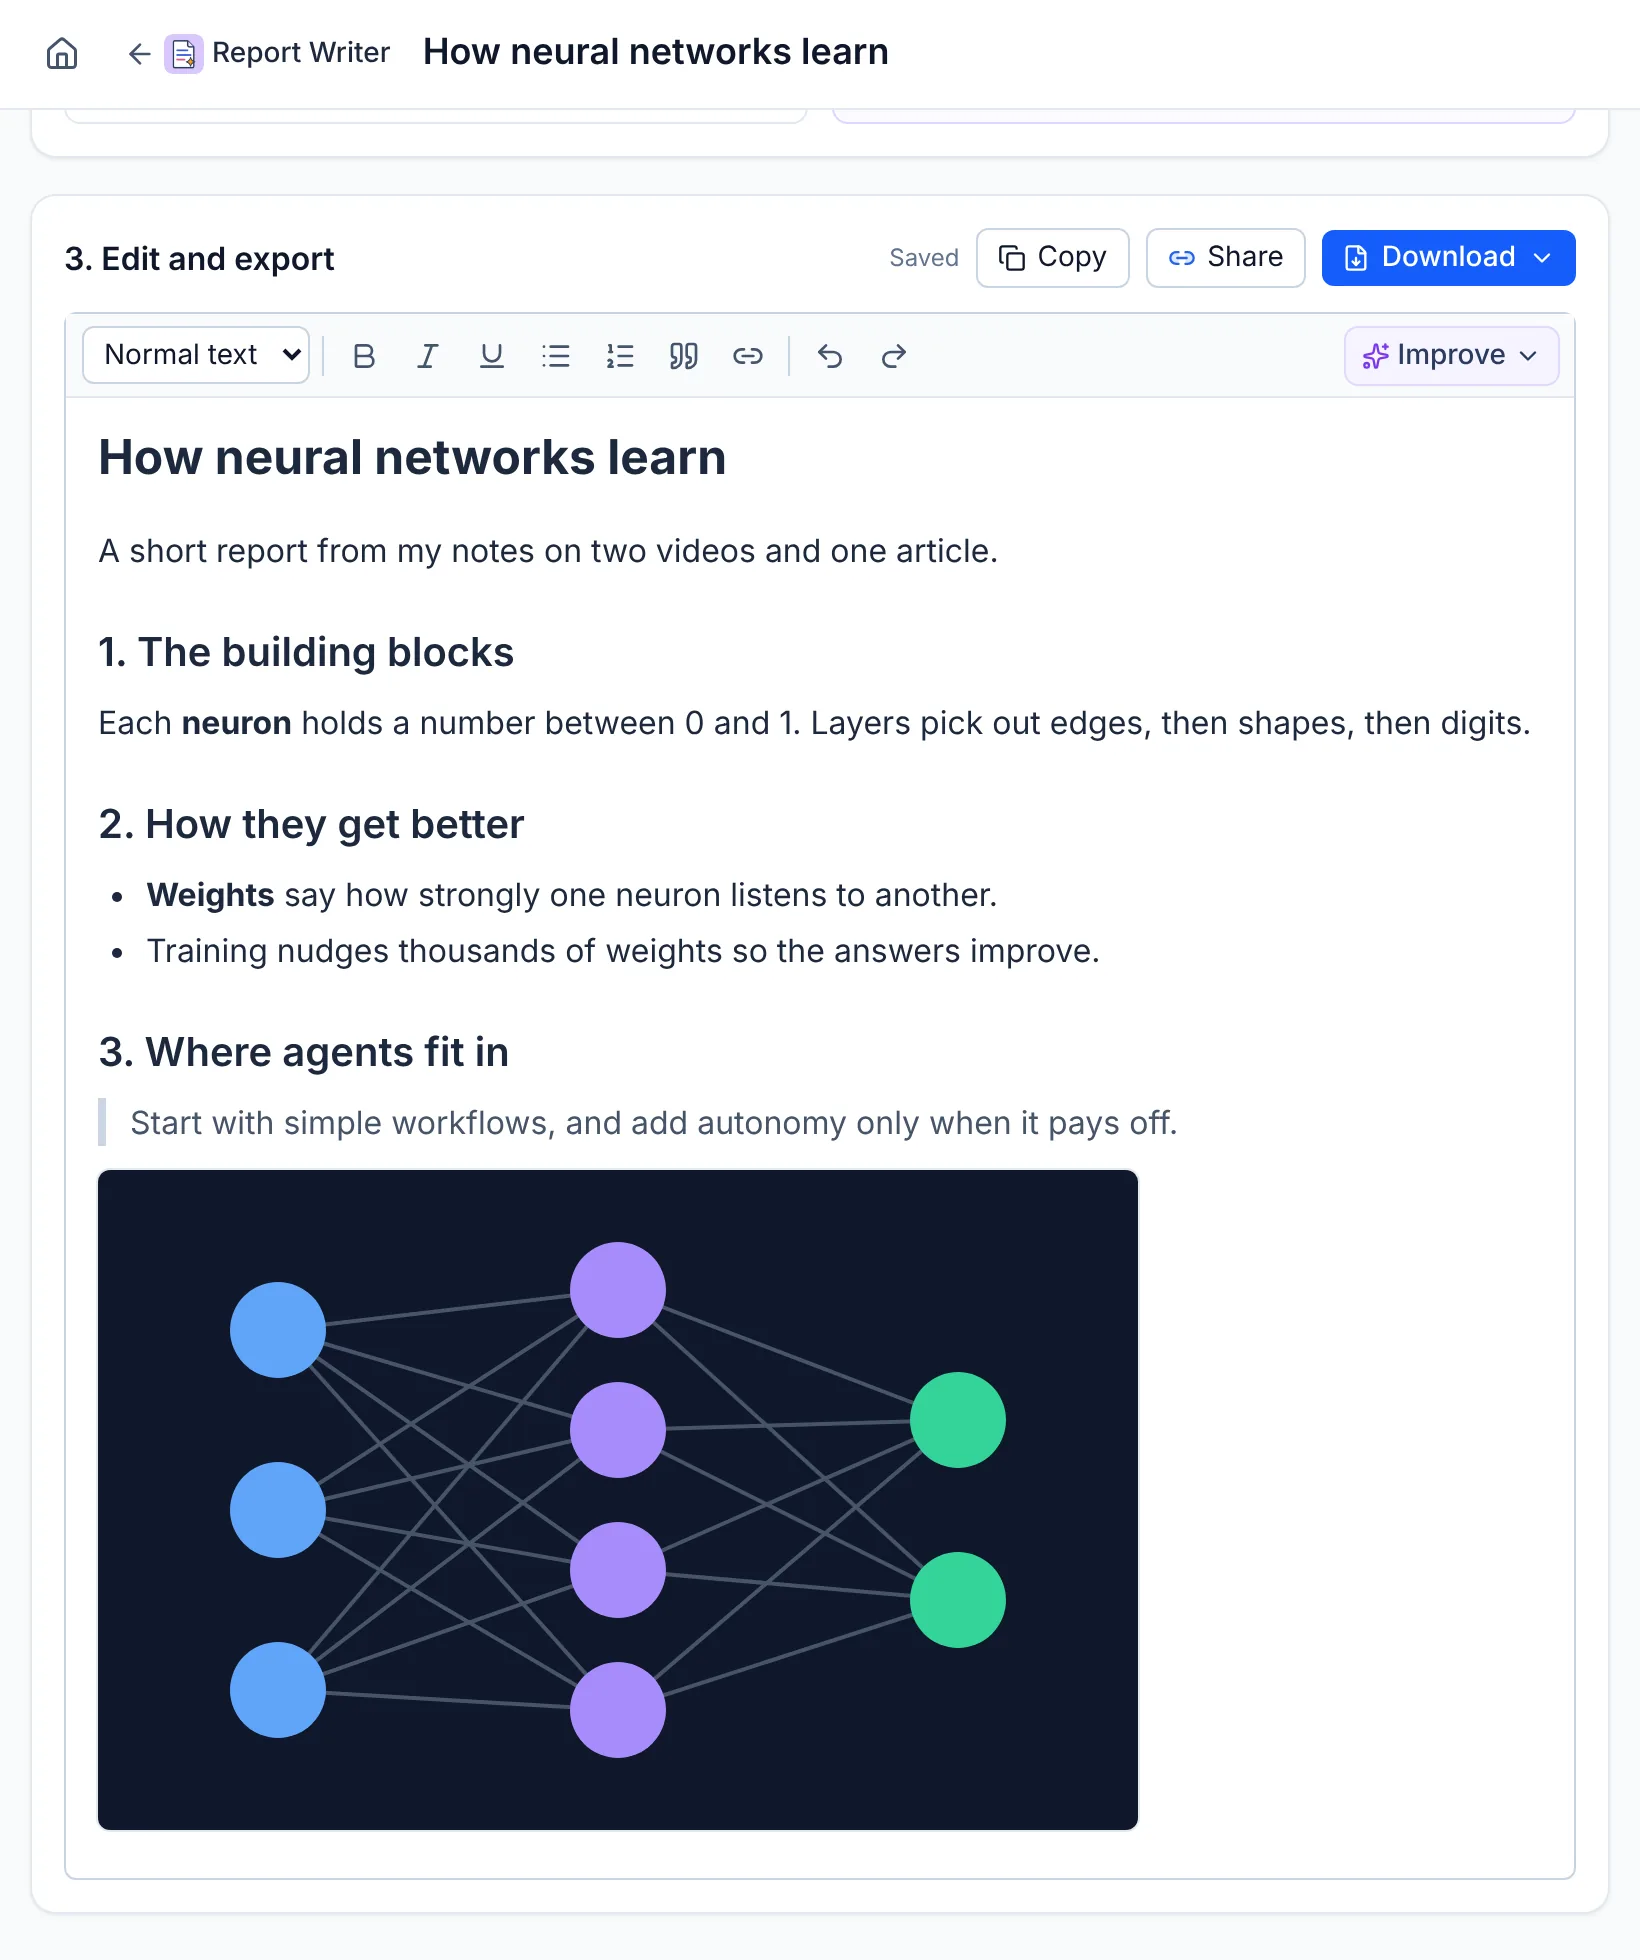 Report Writer
How neural networks learn
3. Edit and export
Saved
Copy
Share
Download
Normal text
Improve
How neural networks learn
A short report from my notes on two videos and one article.
1. The building blocks
Each neuron holds a number between 0 and 1. Layers pick out edges, then shapes, then digits.
2. How they get better
• Weights say how strongly one neuron listens to another.
• Training nudges thousands of weights so the answers improve.
3. Where agents fit in
Start with simple workflows, and add autonomy only when it pays off.